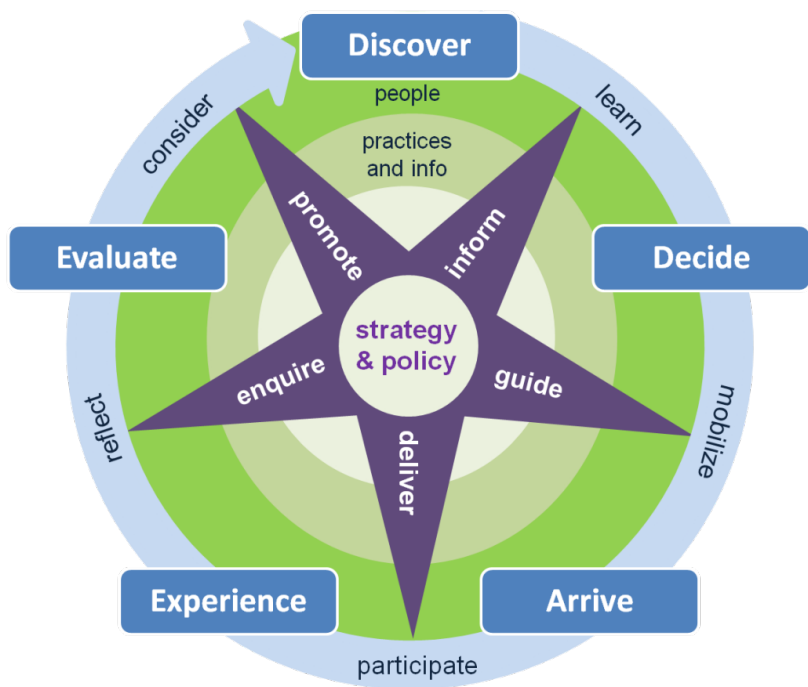 Discover
people
practices
and info
consider
learn
promote
inform
Evaluate
Decide
strategy
& policy
enquire
guide
reflect
mobilize
deliver
Experience
Arrive
participate